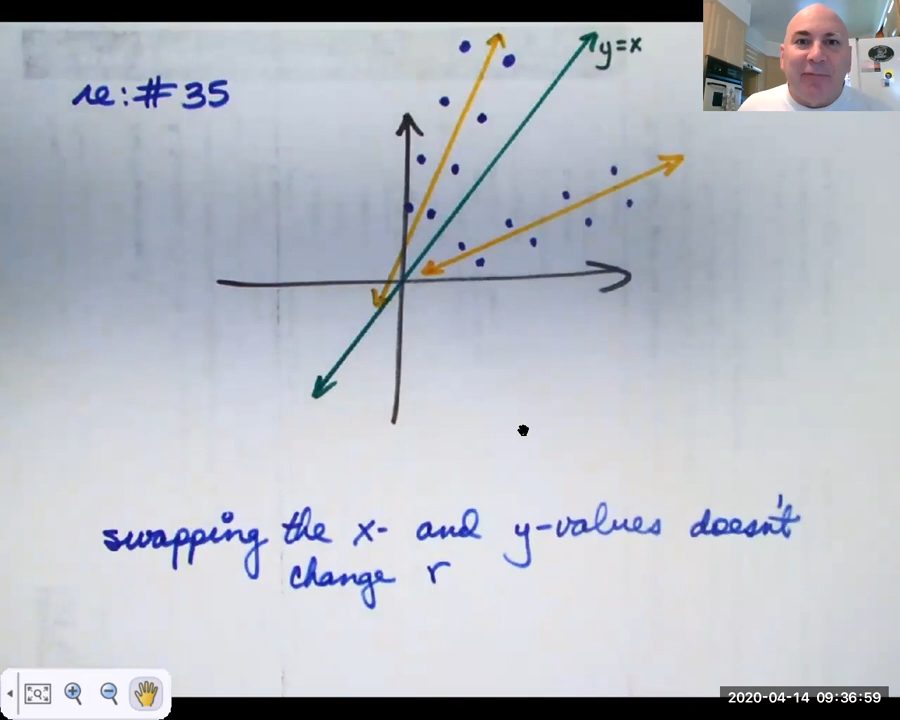 y=x
re: # 35
swapping the x- and y-values doesn't
change r
2020-04-14 09:36:59